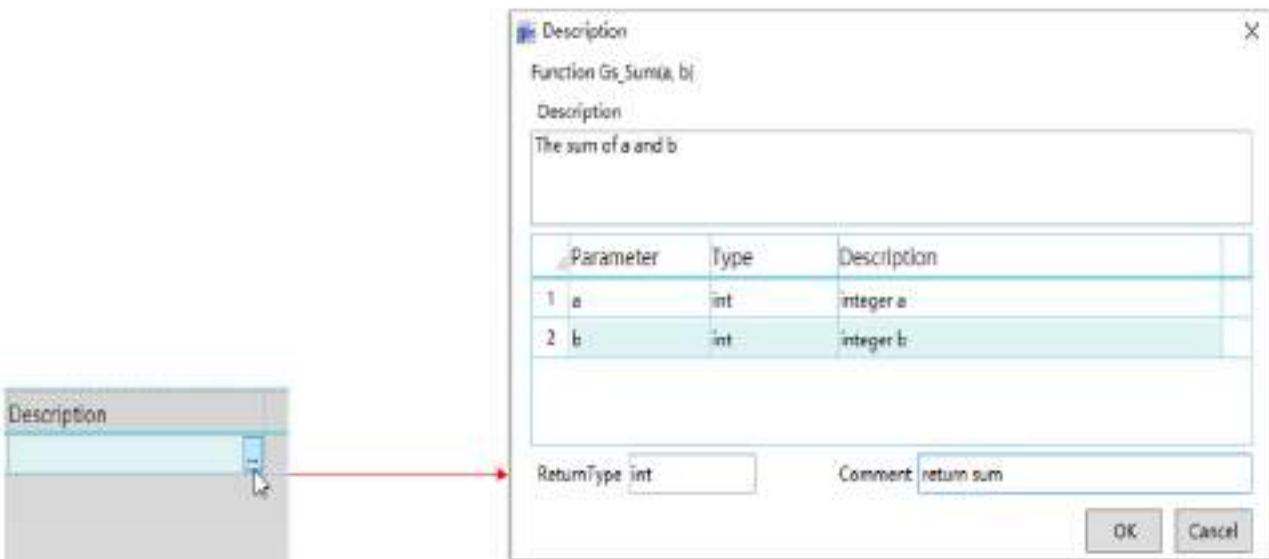 Description
Function Gs_Sum(a, b(
Description
The sum of a and b
Parameter Type Description
1 a int integer a
2 b int integer b
Description
...
ReturnType int Comment return sum
OK Cancel